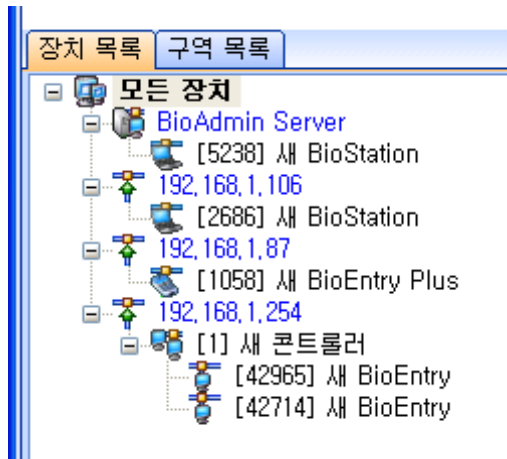 장치 목록 구역 목록
모든 장치
BioAdmin Server
[5238] 새 BioStation
192,168,1,106
[2686] 새 BioStation
192,168,1,87
[1058] 새 BioEntry Plus
192,168,1,254
[1] 새 콘트롤러
[42965] 새 BioEntry
[42714] 새 BioEntry